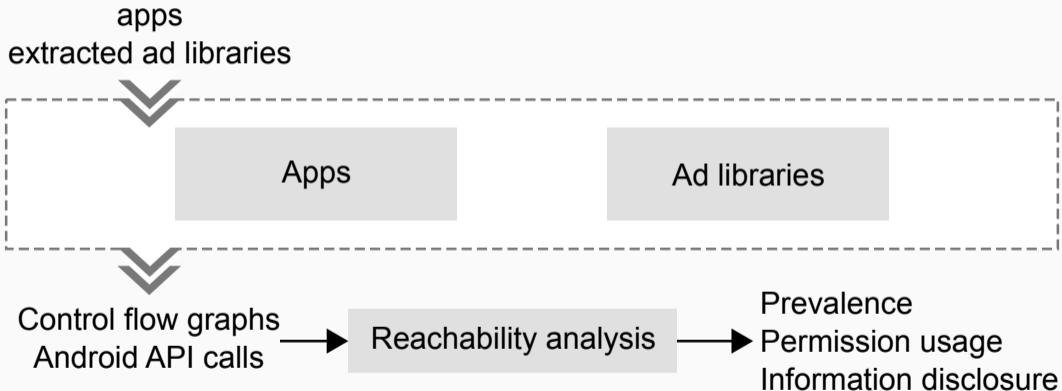 apps
extracted ad libraries
Apps
Ad libraries
Control flow graphs
Android API calls
Reachability analysis
Prevalence
Permission usage
Information disclosure